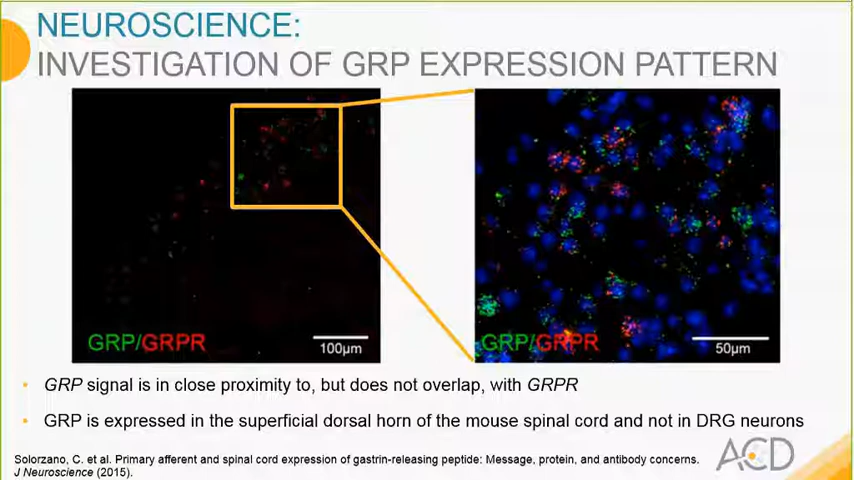 NEUROSCIENCE:
INVESTIGATION OF GRP EXPRESSION PATTERN
GRP/GRPR
100µm
GRP/GRPR
50µm
• GRP signal is in close proximity to, but does not overlap, with GRPR
• GRP is expressed in the superficial dorsal horn of the mouse spinal cord and not in DRG neurons
Solorzano, C. et al. Primary afferent and spinal cord expression of gastrin-releasing peptide: Message, protein, and antibody concerns.
J Neuroscience (2015).
ACD